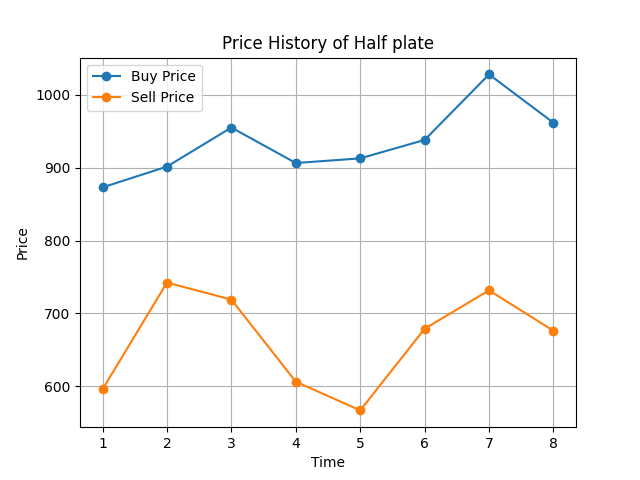 Price History of Half plate
Buy Price
Sell Price
1000
900
800
700
600
Price
1 2 3 4 5 6 7 8
Time